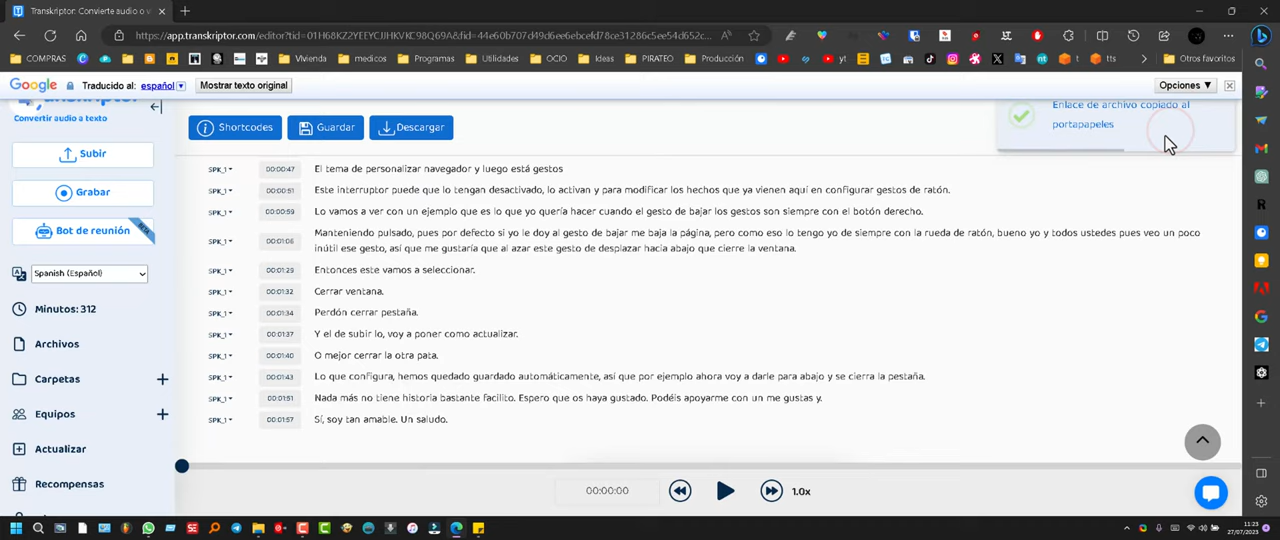 Transkriptor: Convierte audio o v
https://app.transkriptor.com/editor?tid=01H68KZ2YEEYCJJHKVKC98Q69A&fid=44e60b707d49d6ee6ebcefd78ce31286c5ee54d652c...
COMPRAS
Vivienda
medicos
Programas
Utilidades
OCIO
Ideas
PIRATEO
Producción
yt
nt
tts
Otros favoritos
Google
Traducido al: español
Mostrar texto original
Opciones ▼
Convertir audio a texto
Enlace de archivo copiado al
portapapeles
Shortcodes
Guardar
Descargar
Subir
Grabar
Bot de reunión
BETA
Spanish (Español)
Minutos: 312
Archivos
Carpetas
Equipos
Actualizar
Recompensas
SPK_1 00:00:47 El tema de personalizar navegador y luego está gestos
SPK_1 00:00:51 Este interruptor puede que lo tengan desactivado, lo activan y para modificar los hechos que ya vienen aquí en configurar gestos de ratón.
SPK_1 00:00:59 Lo vamos a ver con un ejemplo que es lo que yo quería hacer cuando el gesto de bajar los gestos son siempre con el botón derecho.
SPK_1 00:01:06 Manteniendo pulsado, pues por defecto si yo le doy al gesto de bajar me baja la página, pero como eso lo tengo yo de siempre con la rueda de ratón, bueno yo y todos ustedes pues veo un poco
inútil ese gesto, así que me gustaría que al azar este gesto de desplazar hacia abajo que cierre la ventana.
SPK_1 00:01:29 Entonces este vamos a seleccionar.
SPK_1 00:01:32 Cerrar ventana.
SPK_1 00:01:34 Perdón cerrar pestaña.
SPK_1 00:01:37 Y el de subir lo, voy a poner como actualizar.
SPK_1 00:01:40 O mejor cerrar la otra pata.
SPK_1 00:01:43 Lo que configura, hemos quedado guardado automáticamente, así que por ejemplo ahora voy a darle para abajo y se cierra la pestaña.
SPK_1 00:01:51 Nada más no tiene historia bastante facilito. Espero que os haya gustado. Podéis apoyarme con un me gustas y.
SPK_1 00:01:57 Sí, soy tan amable. Un saludo.
00:00:00
1.0x
11:23
27/07/2023